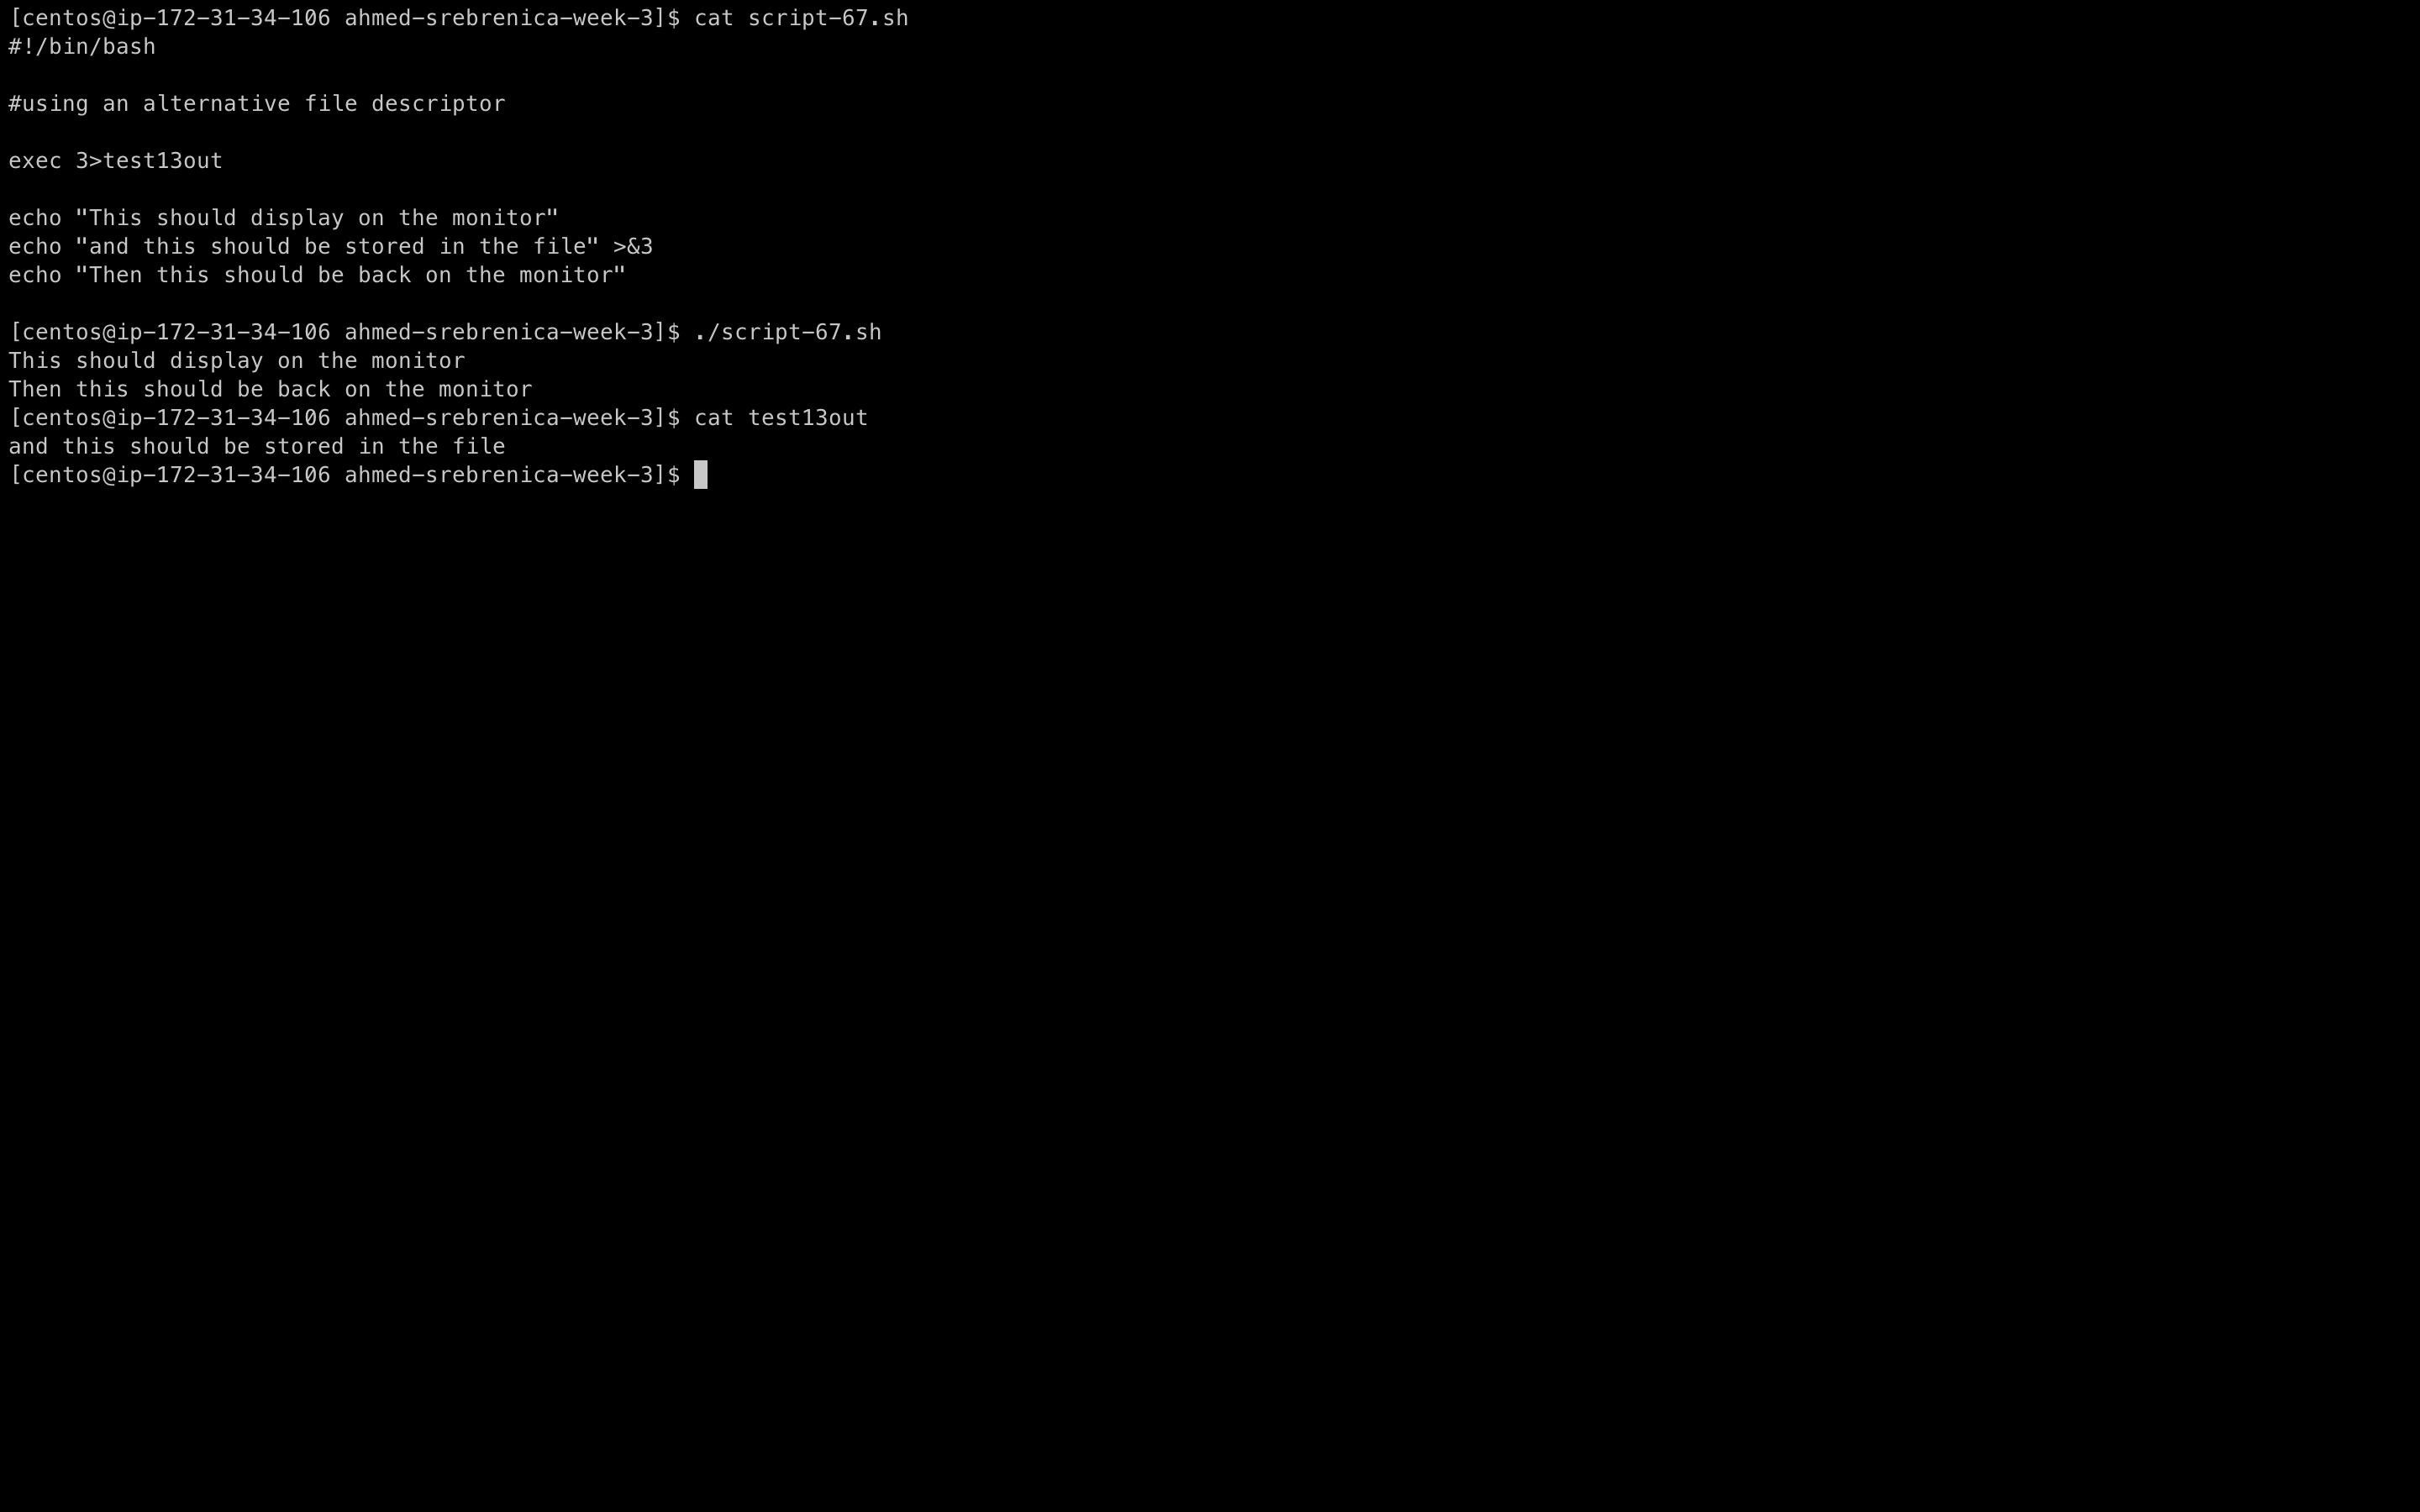 [centos@ip-172-31-34-106 ahmed-srebrenica-week-3]$ cat script-67.sh
#!/bin/bash
#using an alternative file descriptor
exec 3>test13out
echo "This should display on the monitor"
echo "and this should be stored in the file" >&3
echo "Then this should be back on the monitor"
[centos@ip-172-31-34-106 ahmed-srebrenica-week-3]$ ./script-67.sh
This should display on the monitor
Then this should be back on the monitor
[centos@ip-172-31-34-106 ahmed-srebrenica-week-3]$ cat test13out
and this should be stored in the file
[centos@ip-172-31-34-106 ahmed-srebrenica-week-3]$